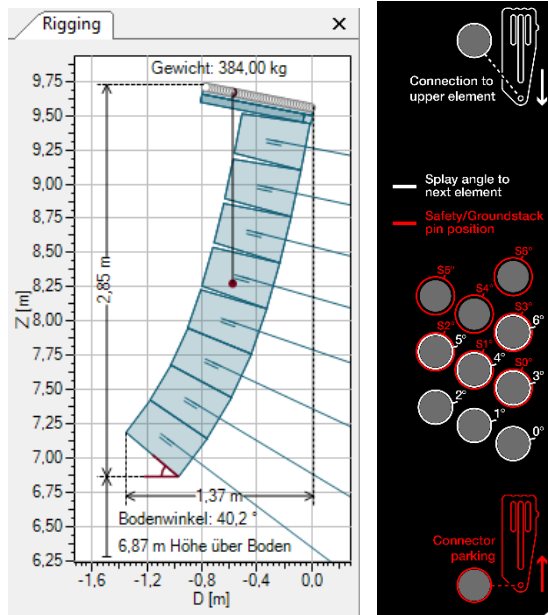 Rigging
Gewicht: 384,00 kg
9,75
9,50
9,25
9,00
8,75
8,50
8,25
8,00
7,75
7,50
7,25
7,00
6,75
6,50
6,25
Z [m]
2,85 m
1,37 m
Bodenwinkel: 40,2 °
6,87 m Höhe über Boden
-1,6
-1,2
-0,8
-0,4
0,0
D [m]
Connection to
upper element
Splay angle to
next element
Safety/Groundstack
pin position
S6°
S5°
S4°
S3°
6°
S2°
5°
S1°
4°
S0°
3°
2°
1°
0°
Connector
parking